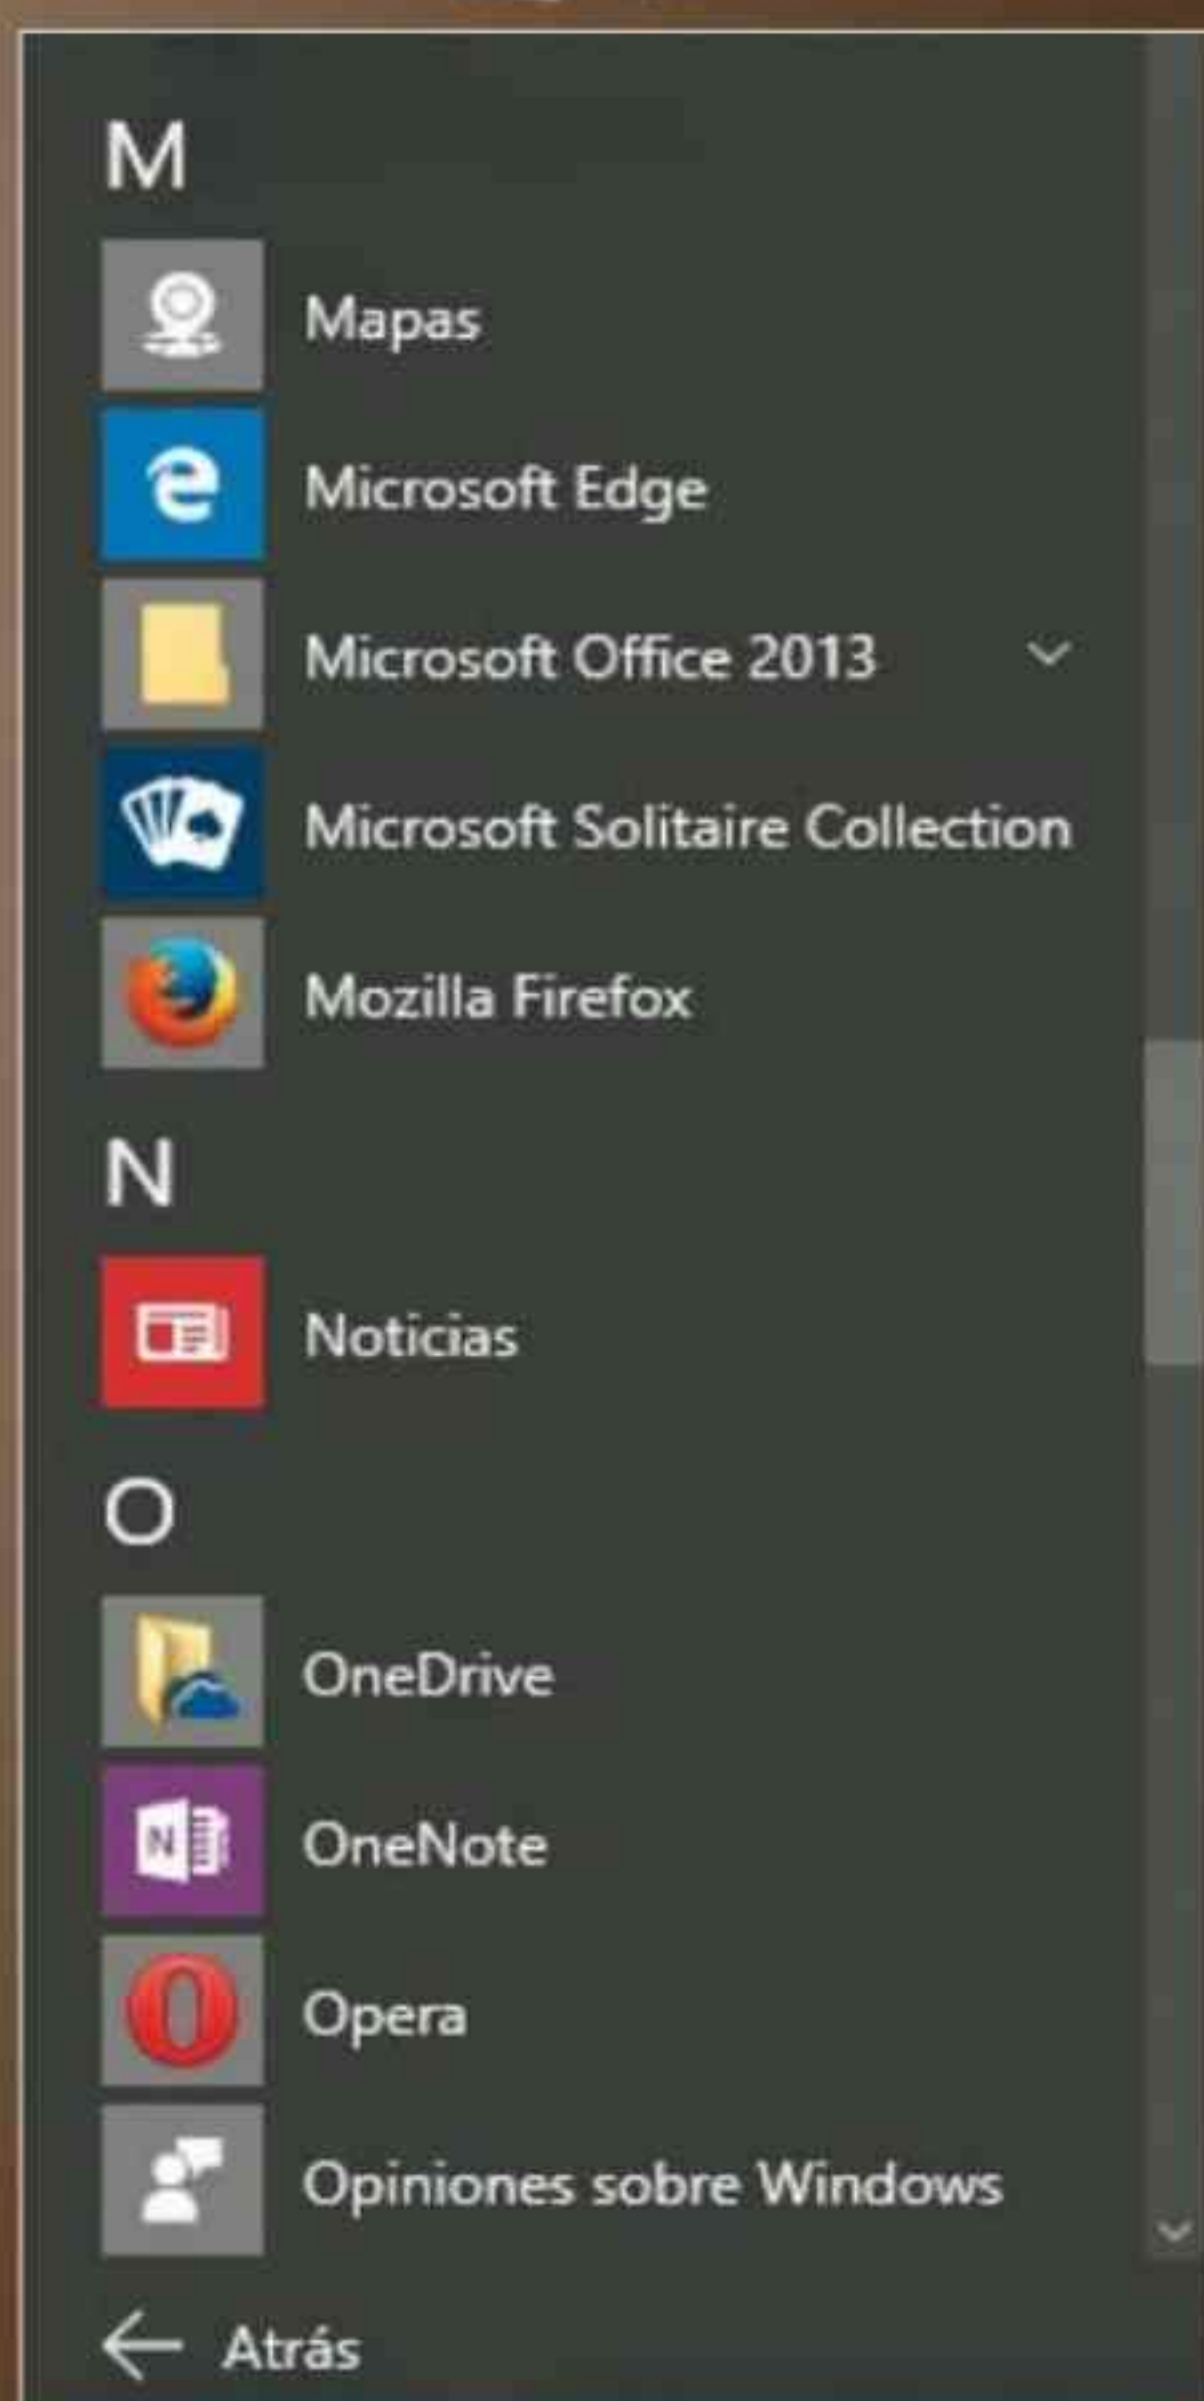 M
Mapas
Microsoft Edge
Microsoft Office 2013
Microsoft Solitaire Collection
Mozilla Firefox
N
Noticias
O
OneDrive
OneNote
Opera
Opiniones sobre Windows
Atrás